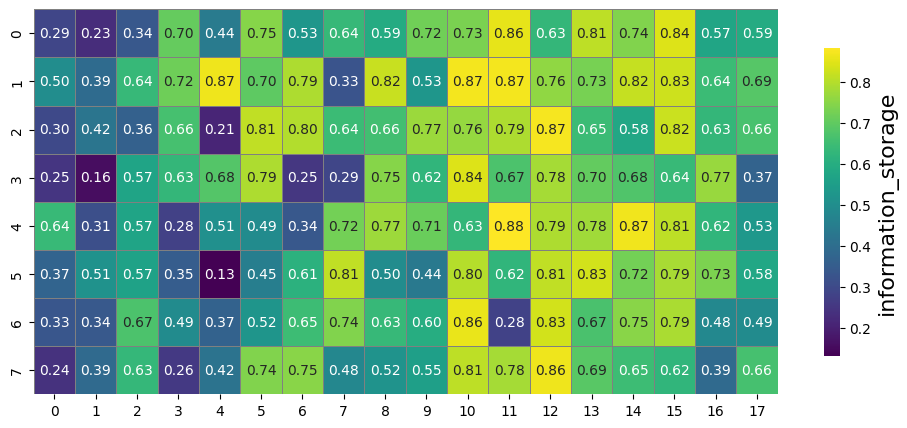 0 0.29 0.23 0.34 0.70 0.44 0.75 0.53 0.64 0.59 0.72 0.73 0.86 0.63 0.81 0.74 0.84 0.57 0.59
1 0.50 0.39 0.64 0.72 0.87 0.70 0.79 0.33 0.82 0.53 0.87 0.87 0.76 0.73 0.82 0.83 0.64 0.69
2 0.30 0.42 0.36 0.66 0.21 0.81 0.80 0.64 0.66 0.77 0.76 0.79 0.87 0.65 0.58 0.82 0.63 0.66
3 0.25 0.16 0.57 0.63 0.68 0.79 0.25 0.29 0.75 0.62 0.84 0.67 0.78 0.70 0.68 0.64 0.77 0.37
4 0.64 0.31 0.57 0.28 0.51 0.49 0.34 0.72 0.77 0.71 0.63 0.88 0.79 0.78 0.87 0.81 0.62 0.53
5 0.37 0.51 0.57 0.35 0.13 0.45 0.61 0.81 0.50 0.44 0.80 0.62 0.81 0.83 0.72 0.79 0.73 0.58
6 0.33 0.34 0.67 0.49 0.37 0.52 0.65 0.74 0.63 0.60 0.86 0.28 0.83 0.67 0.75 0.79 0.48 0.49
7 0.24 0.39 0.63 0.26 0.42 0.74 0.75 0.48 0.52 0.55 0.81 0.78 0.86 0.69 0.65 0.62 0.39 0.66
0 1 2 3 4 5 6 7 8 9 10 11 12 13 14 15 16 17
0.8
0.7
0.6
0.5
0.4
0.3
0.2
information_storage